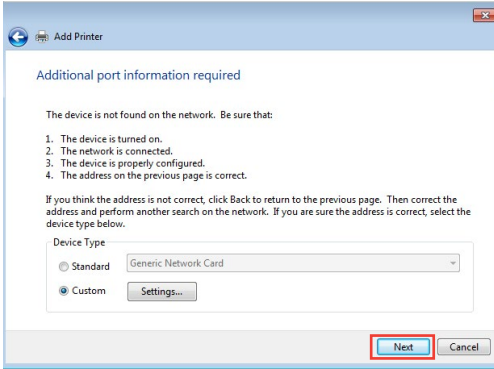 Add Printer
Additional port information required
The device is not found on the network. Be sure that:
1. The device is turned on.
2. The network is connected.
3. The device is properly configured.
4. The address on the previous page is correct.
If you think the address is not correct, click Back to return to the previous page. Then correct the
address and perform another search on the network. If you are sure the address is correct, select the
device type below.
Device Type
Standard Generic Network Card
Custom Settings...
Next Cancel